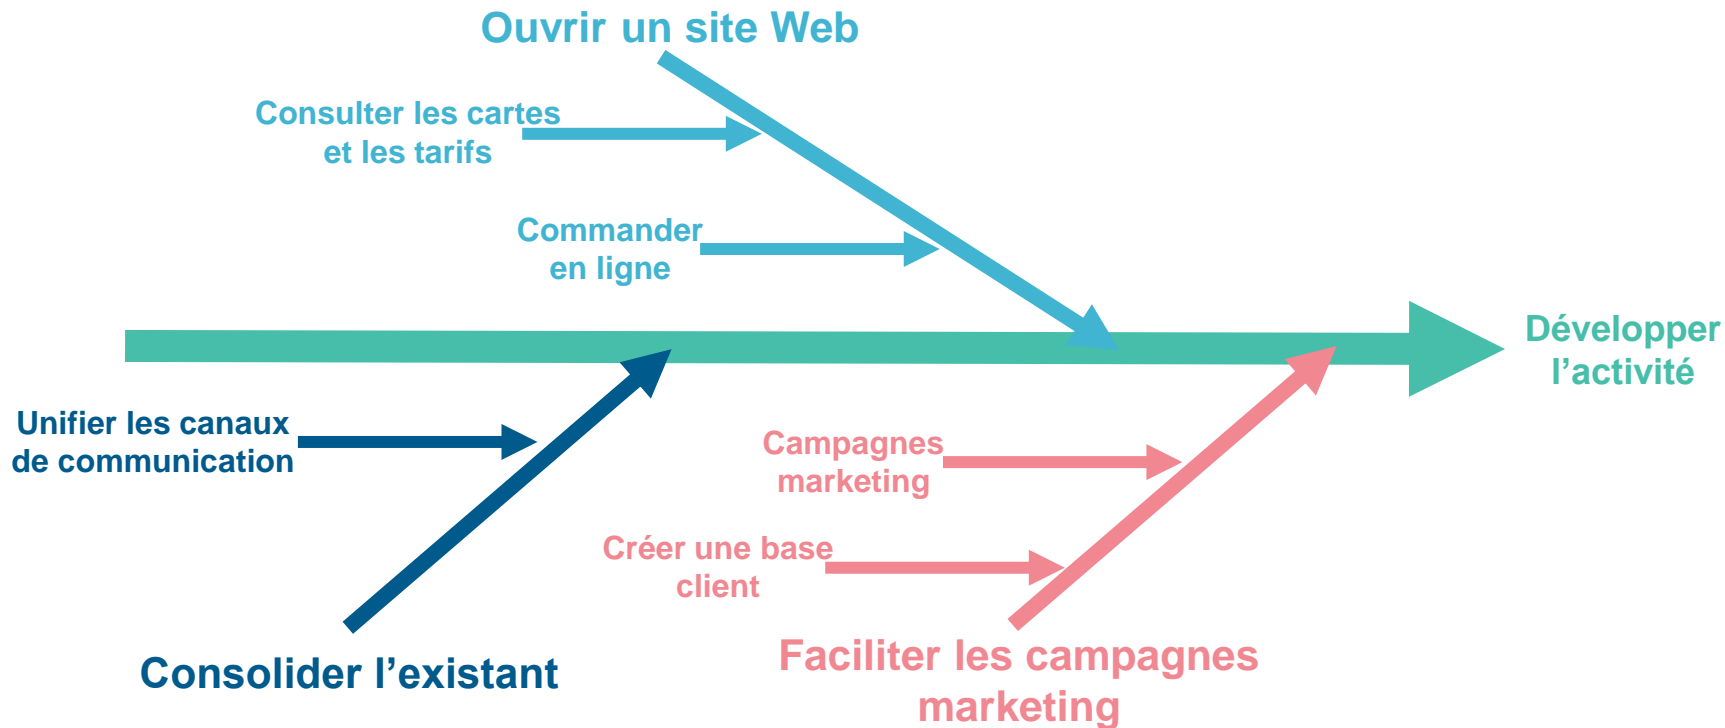 Ouvrir un site Web
Consulter les cartes
et les tarifs
Commander
en ligne
Développer
l’activité
Unifier les canaux
de communication
Campagnes
marketing
Créer une base
client
Consolider l’existant
Faciliter les campagnes
marketing